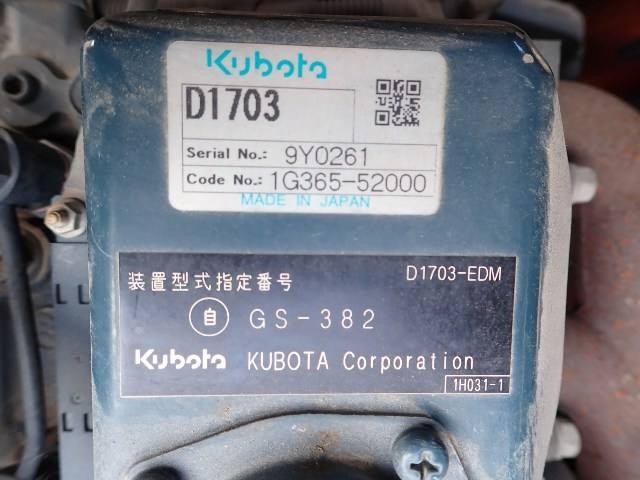 Kubota
D1703
Serial No.: 9Y0261
Code No.: 1G365-52000
MADE IN JAPAN
装置型式指定番号 D1703-EDM
自 GS-382
Kubota KUBOTA Corporation
1H031-1
L L
L L
L L